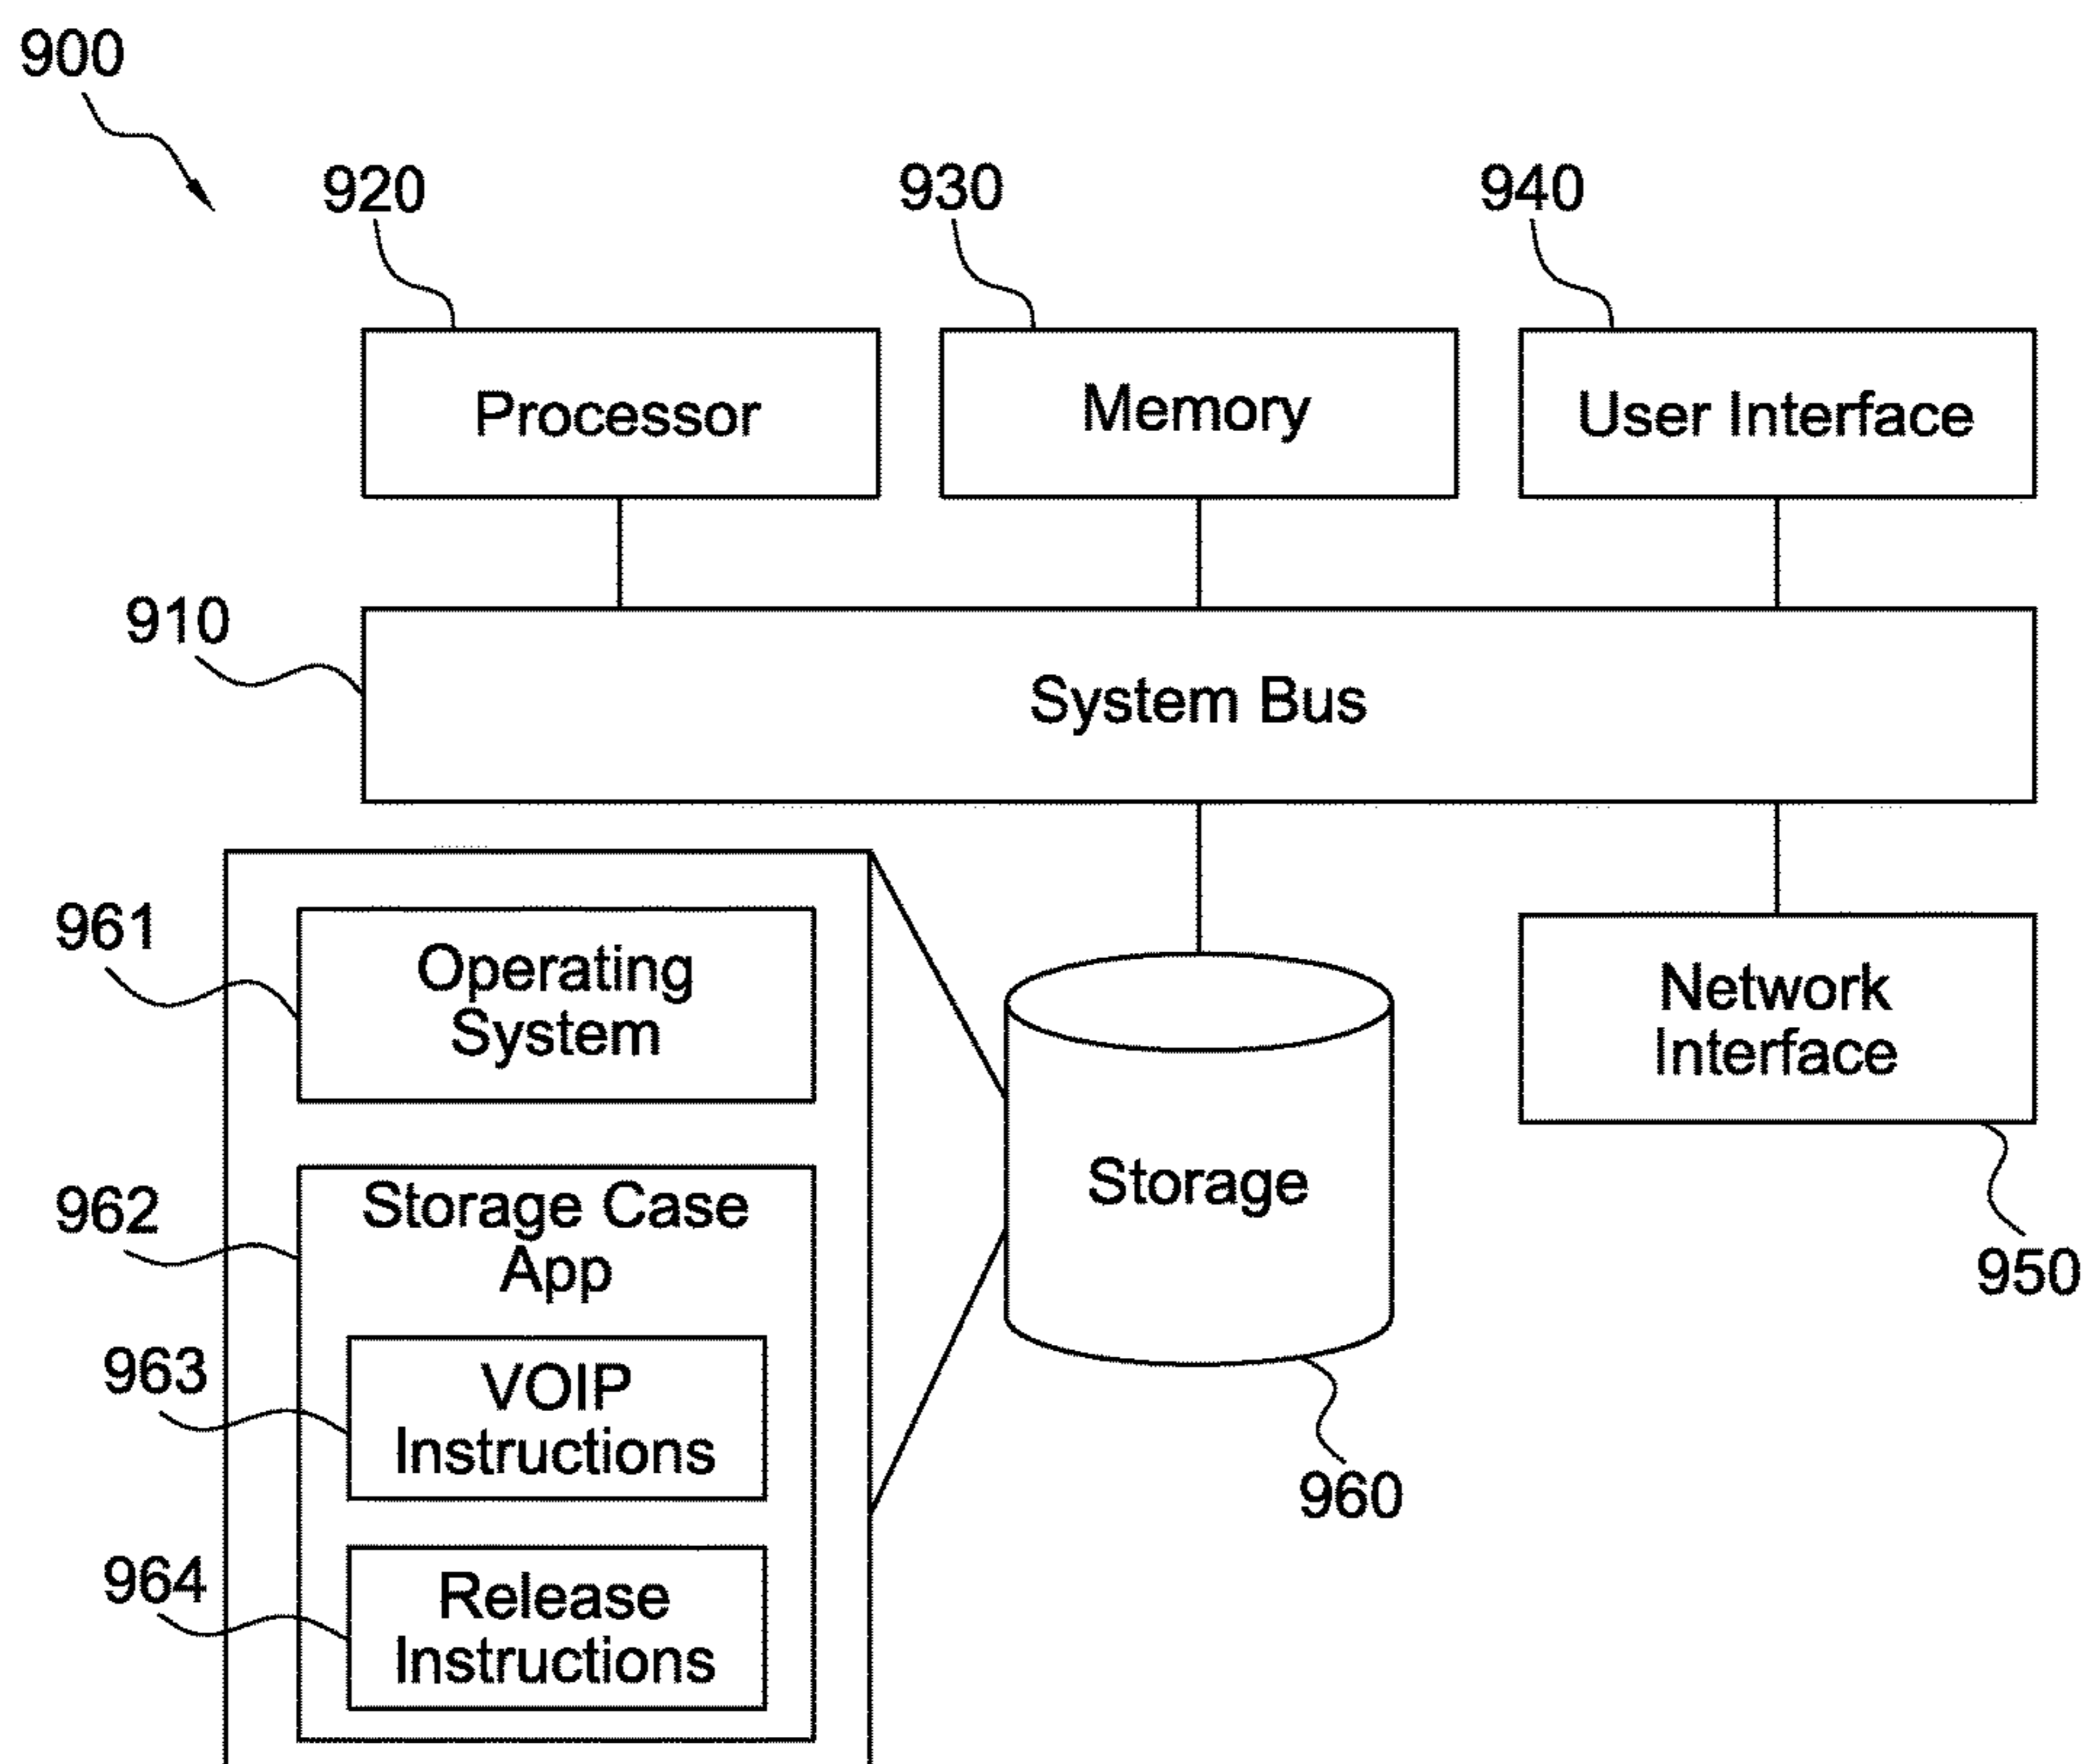 900
920
930
940
Processor
Memory
User Interface
910
System Bus
961
Operating
System
Network
Interface
Storage
962
Storage Case
App
950
963
VOIP
Instructions
960
964
Release
Instructions